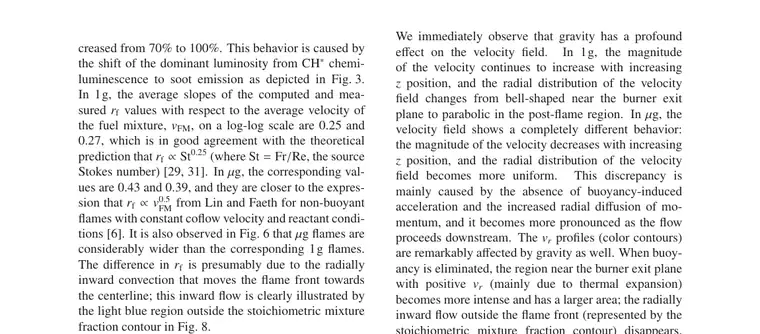 creased from 70% to 100%. This behavior is caused by
the shift of the dominant luminosity from CH* chemi-
luminescence to soot emission as depicted in Fig. 3.
In 1g, the average slopes of the computed and mea-
sured rf values with respect to the average velocity of
the fuel mixture, vFM, on a log-log scale are 0.25 and
0.27, which is in good agreement with the theoretical
prediction that rf ∝ St^0.25 (where St = Fr/Re, the source
Stokes number) [29, 31]. In μg, the corresponding val-
ues are 0.43 and 0.39, and they are closer to the expres-
sion that rf ∝ vFM^0.5 from Lin and Faeth for non-buoyant
flames with constant coflow velocity and reactant condi-
tions [6]. It is also observed in Fig. 6 that μg flames are
considerably wider than the corresponding 1g flames.
The difference in rf is presumably due to the radially
inward convection that moves the flame front towards
the centerline; this inward flow is clearly illustrated by
the light blue region outside the stoichiometric mixture
fraction contour in Fig. 8.
We immediately observe that gravity has a profound
effect on the velocity field. In 1g, the magnitude
of the velocity continues to increase with increasing
z position, and the radial distribution of the velocity
field changes from bell-shaped near the burner exit
plane to parabolic in the post-flame region. In μg, the
velocity field shows a completely different behavior:
the magnitude of the velocity decreases with increasing
z position, and the radial distribution of the velocity
field becomes more uniform. This discrepancy is
mainly caused by the absence of buoyancy-induced
acceleration and the increased radial diffusion of mo-
mentum, and it becomes more pronounced as the flow
proceeds downstream. The vr profiles (color contours)
are remarkably affected by gravity as well. When buoy-
ancy is eliminated, the region near the burner exit plane
with positive vr (mainly due to thermal expansion)
becomes more intense and has a larger area; the radially
inward flow outside the flame front (represented by the
stoichiometric mixture fraction contour) disappears,